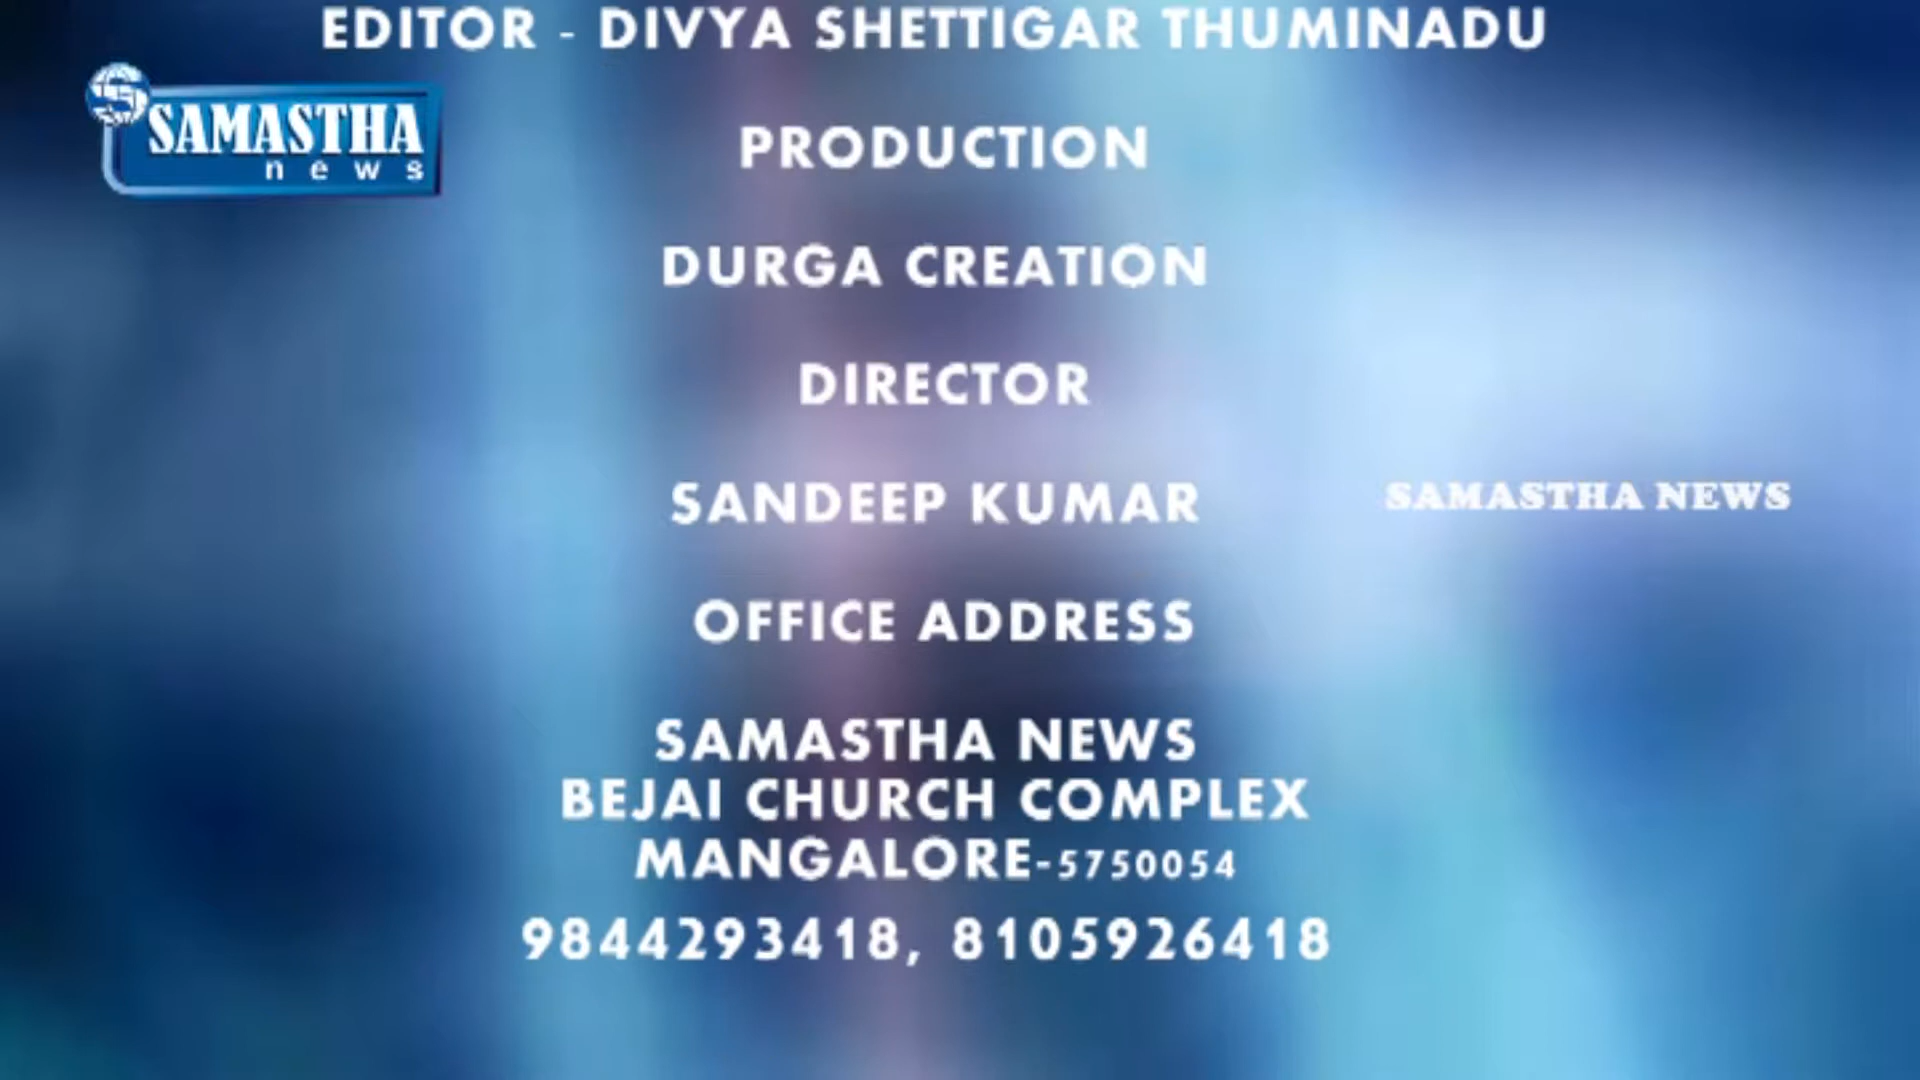 EDITOR - DIVYA SHETTIGAR THUMINADU
SAMASTHA
news
PRODUCTION
DURGA CREATION
DIRECTOR
SANDEEP KUMAR
SAMASTHA NEWS
OFFICE ADDRESS
SAMASTHA NEWS
BEJAI CHURCH COMPLEX
MANGALORE-5750054
9844293418, 8105926418